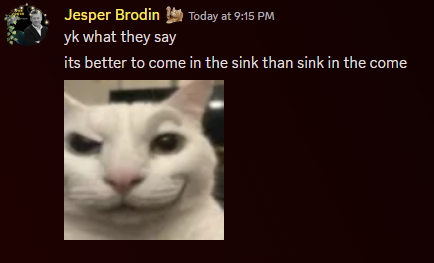 Jesper Brodin Today at 9:15 PM
yk what they say
its better to come in the sink than sink in the come